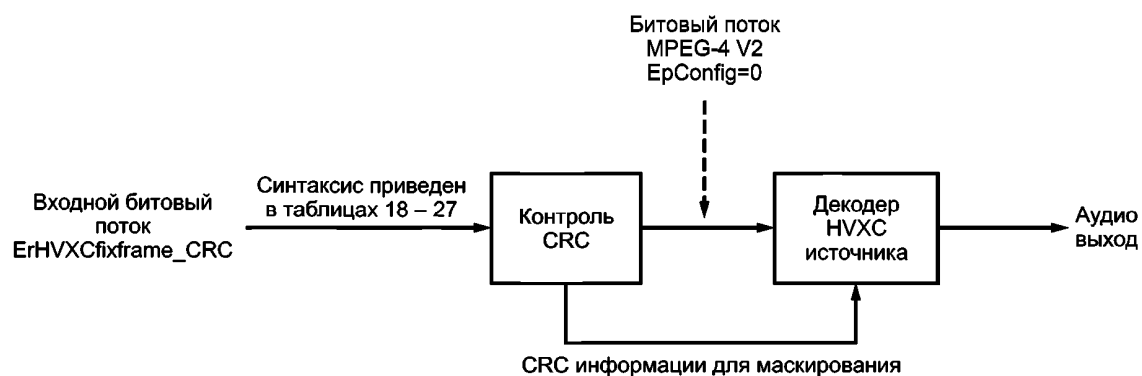 Битовый поток
MPEG-4 V2
EpConfig=0
Входной битовый
поток
ErHVXCfixframe_CRC
Синтаксис приведен
в таблицах 18 – 27
Контроль
CRC
Декодер
HVXC
источника
Аудио
выход
CRC информации для маскирования